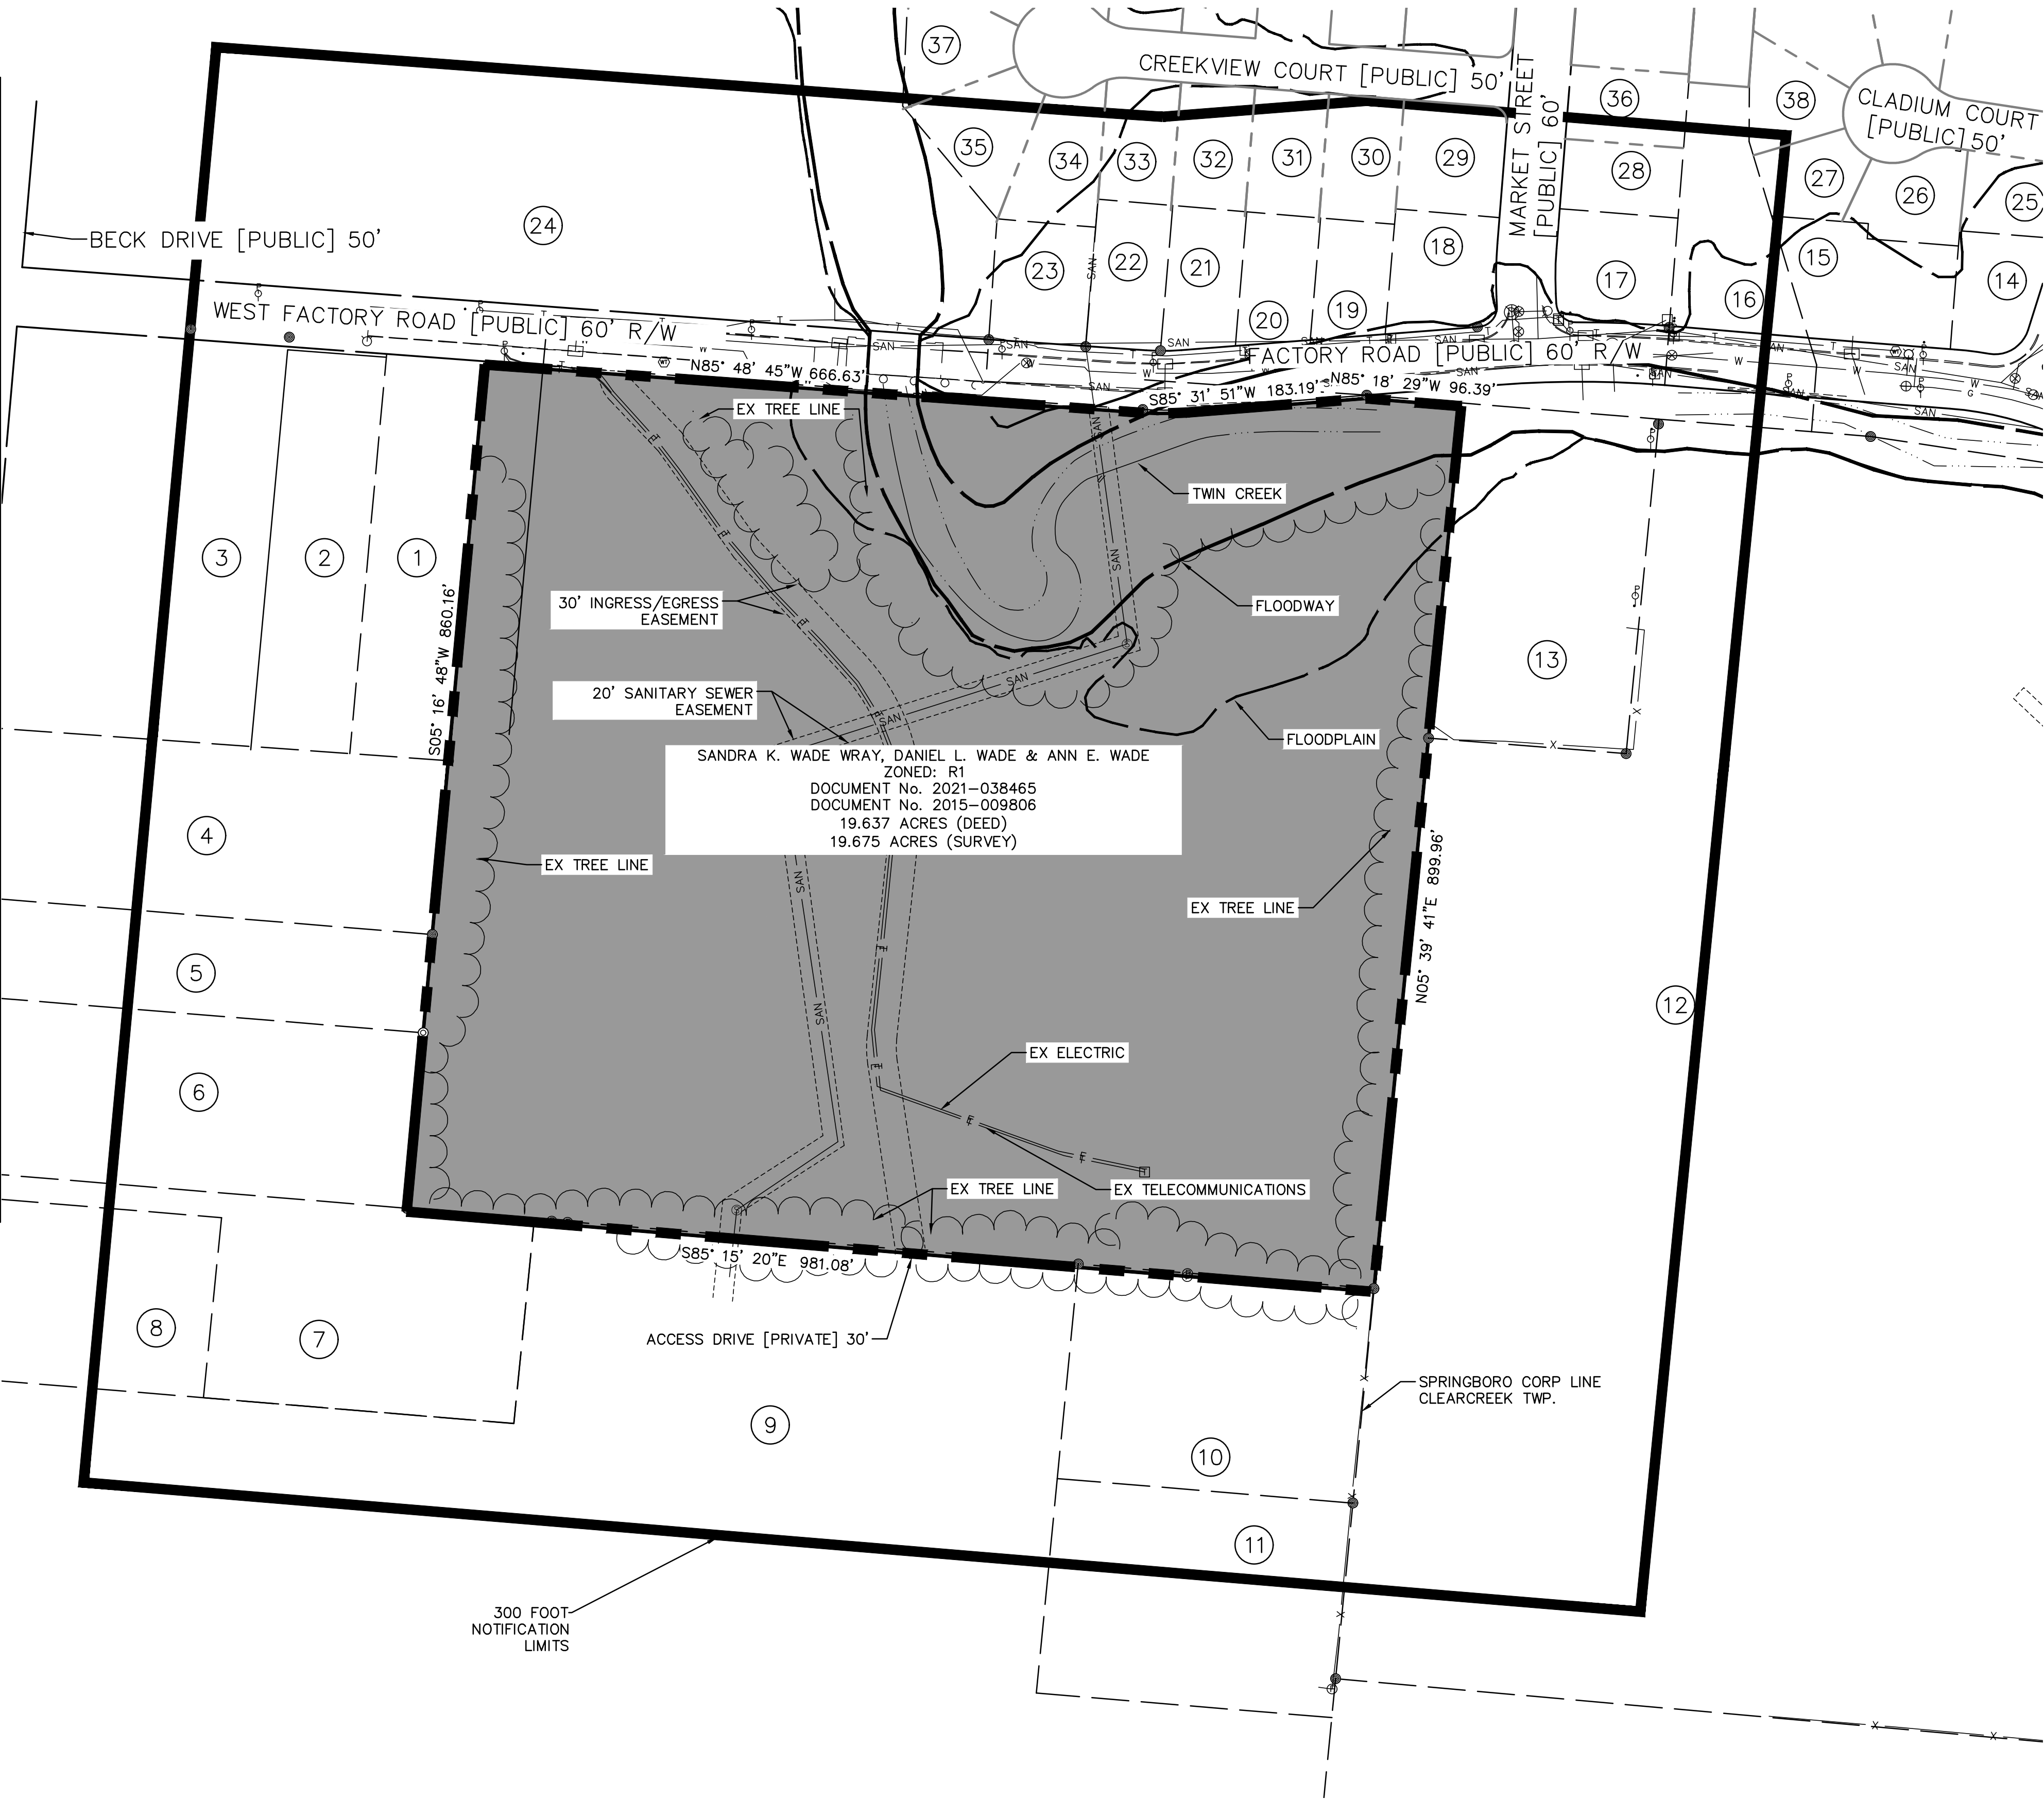 37
CREEKVIEW COURT [PUBLIC] 50'
MARKET STREET
[PUBLIC] 60'
36
38
CLADIUM COURT
[PUBLIC] 50'
35
34
33
32
31
30
29
28
27
26
25
24
BECK DRIVE [PUBLIC] 50'
23
22
21
20
19
18
17
16
15
14
WEST FACTORY ROAD [PUBLIC] 60' R/W
FACTORY ROAD [PUBLIC] 60' R/W
N85° 48' 45"W 666.63'
S85° 31' 51"W 183.19'
N85° 18' 29"W 96.39'
EX TREE LINE
TWIN CREEK
3
2
1
30' INGRESS/EGRESS
EASEMENT
FLOODWAY
S05° 16' 48"W 860.16'
13
20' SANITARY SEWER
EASEMENT
FLOODPLAIN
SANDRA K. WADE WRAY, DANIEL L. WADE & ANN E. WADE
ZONED: R1
DOCUMENT No. 2021-038465
DOCUMENT No. 2015-009806
19.637 ACRES (DEED)
19.675 ACRES (SURVEY)
4
EX TREE LINE
EX TREE LINE
N05° 39' 41"E 899.96'
5
12
6
EX ELECTRIC
EX TREE LINE
EX TELECOMMUNICATIONS
S85° 15' 20"E 981.08'
8
7
ACCESS DRIVE [PRIVATE] 30'
SPRINGBORO CORP LINE
CLEARCREEK TWP.
9
10
11
300 FOOT
NOTIFICATION
LIMITS
SAN
SAN
SAN
SAN
SAN
SAN
SAN